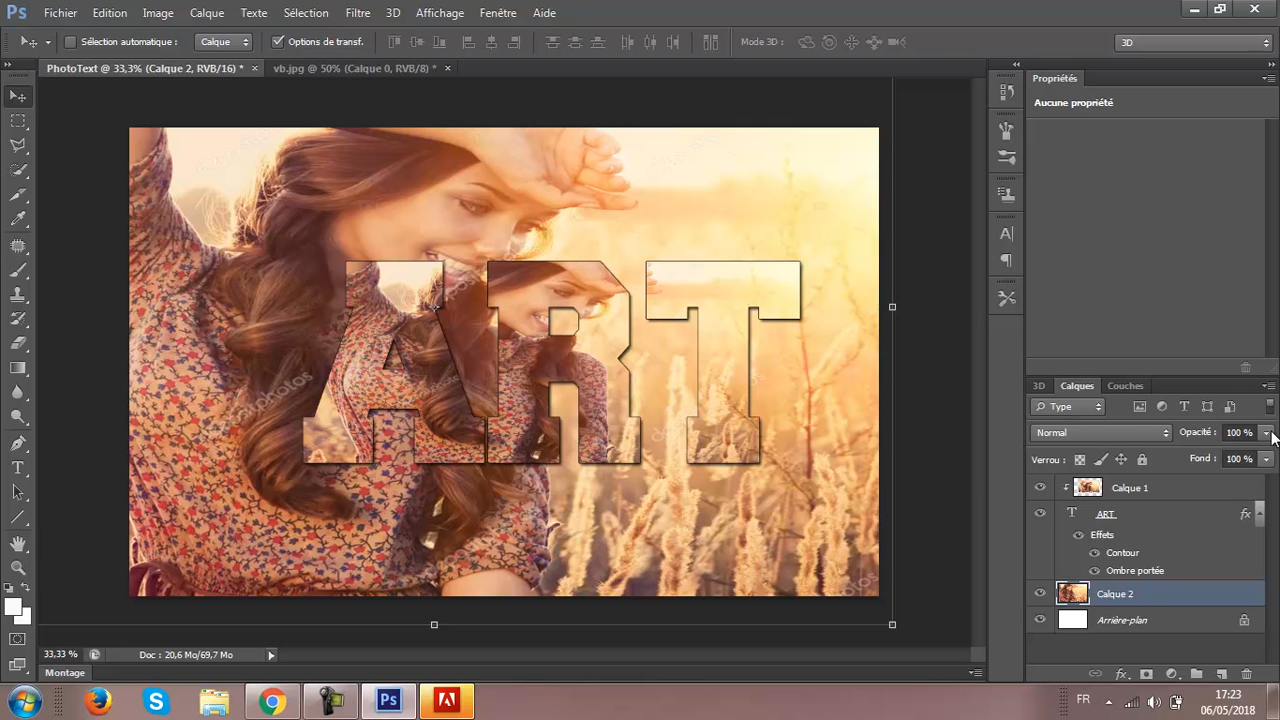 Ps Fichier Edition Image Calque Texte Sélection Filtre 3D Affichage Fenêtre Aide
Sélection automatique : Calque Options de transf. Mode 3D : 3D
PhotoText @ 33,3% (Calque 2, RVB/16) * × vb.jpg @ 50% (Calque 0, RVB/8) * ×
Propriétés
Aucune propriété
ART
3D Calques Couches
Type
Normal Opacité : 100 %
Verrou : Fond : 100 %
Calque 1
T ART fx
Effets
Contour
Ombre portée
Calque 2
Arrière-plan
33,33 % Doc : 20,6 Mo/69,7 Mo
Montage
FR 17:23
06/05/2018